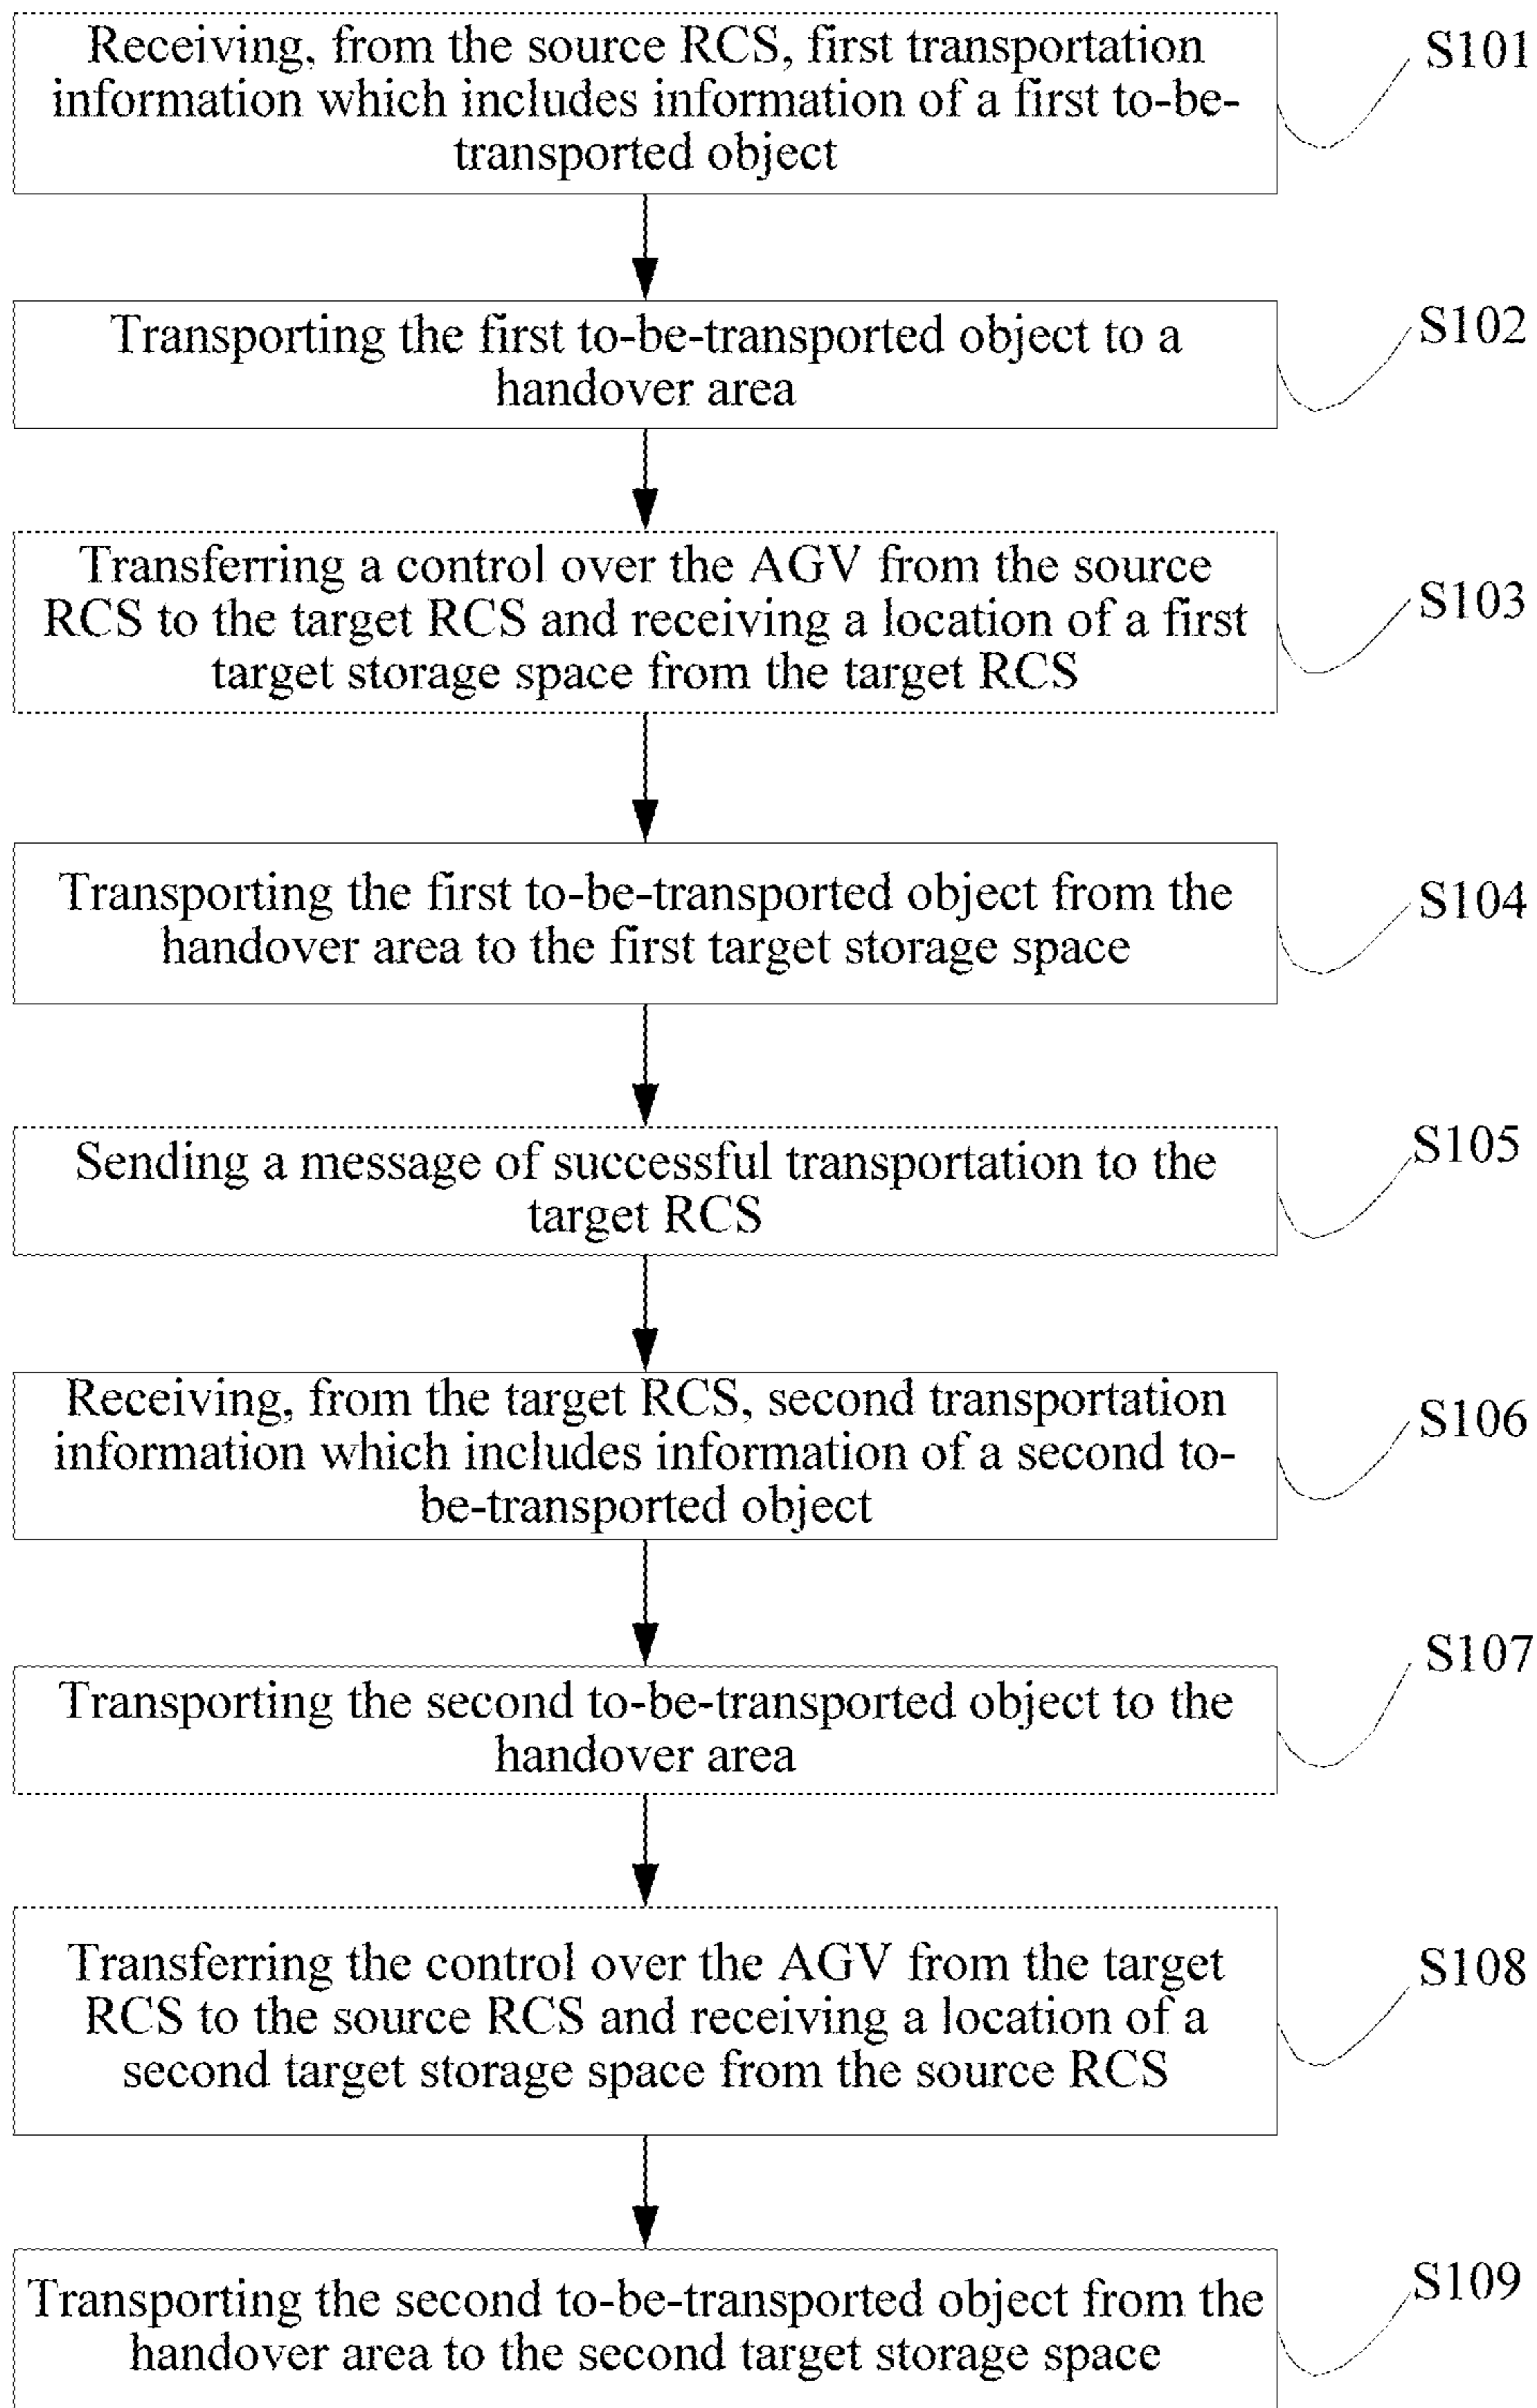 Receiving, from the source RCS, first transportation
information which includes information of a first to-be-
transported object
S101
Transporting the first to-be-transported object to a
handover area
S102
Transferring a control over the AGV from the source
RCS to the target RCS and receiving a location of a first
target storage space from the target RCS
S103
Transporting the first to-be-transported object from the
handover area to the first target storage space
S104
Sending a message of successful transportation to the
target RCS
S105
Receiving, from the target RCS, second transportation
information which includes information of a second to-
be-transported object
S106
Transporting the second to-be-transported object to the
handover area
S107
Transferring the control over the AGV from the target
RCS to the source RCS and receiving a location of a
second target storage space from the source RCS
S108
Transporting the second to-be-transported object from the
handover area to the second target storage space
S109